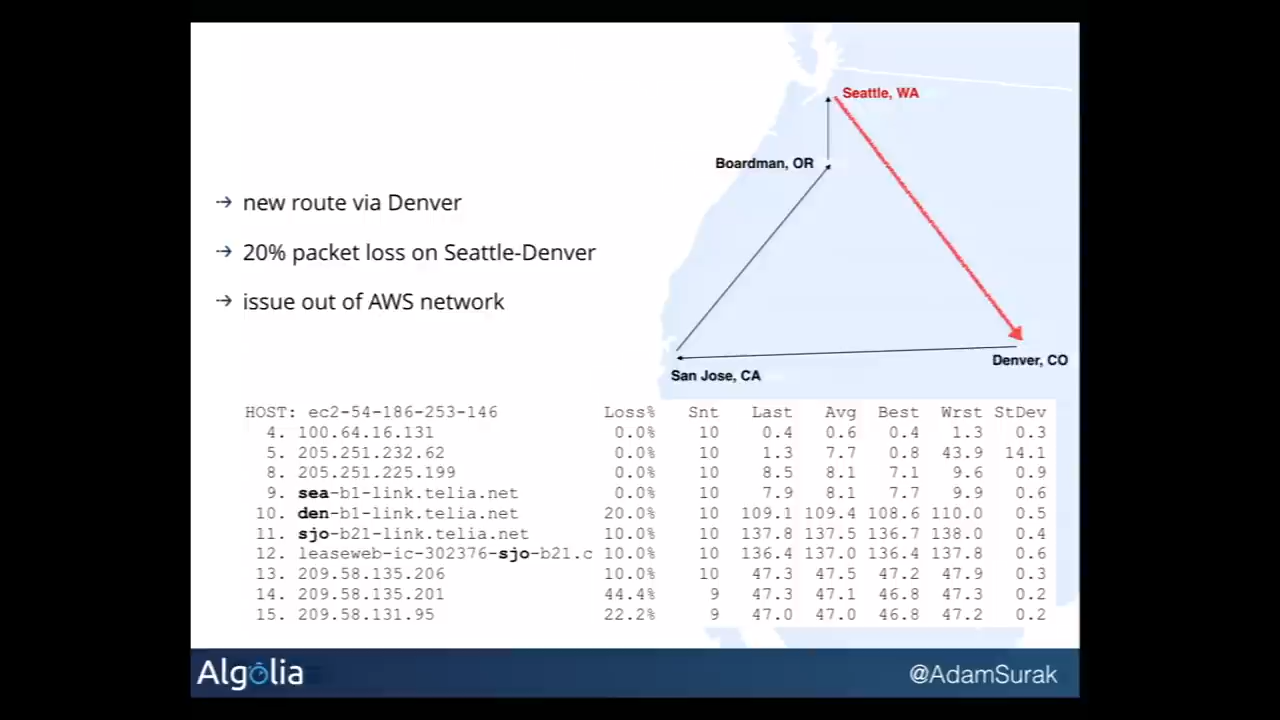 Seattle, WA
Boardman, OR
→ new route via Denver
→ 20% packet loss on Seattle-Denver
→ issue out of AWS network
Denver, CO
San Jose, CA
HOST: ec2-54-186-253-146 Loss% Snt Last Avg Best Wrst StDev
4. 100.64.16.131 0.0% 10 0.4 0.6 0.4 1.3 0.3
5. 205.251.232.62 0.0% 10 1.3 7.7 0.8 43.9 14.1
8. 205.251.225.199 0.0% 10 8.5 8.1 7.1 9.6 0.9
9. sea-b1-link.telia.net 0.0% 10 7.9 8.1 7.7 9.9 0.6
10. den-b1-link.telia.net 20.0% 10 109.1 109.4 108.6 110.0 0.5
11. sjo-b21-link.telia.net 10.0% 10 137.8 137.5 136.7 138.0 0.4
12. leaseweb-ic-302376-sjo-b21.c 10.0% 10 136.4 137.0 136.4 137.8 0.6
13. 209.58.135.206 10.0% 10 47.3 47.5 47.2 47.9 0.3
14. 209.58.135.201 44.4% 9 47.3 47.1 46.8 47.3 0.2
15. 209.58.131.95 22.2% 9 47.0 47.0 46.8 47.2 0.2
Algolia
@AdamSurak